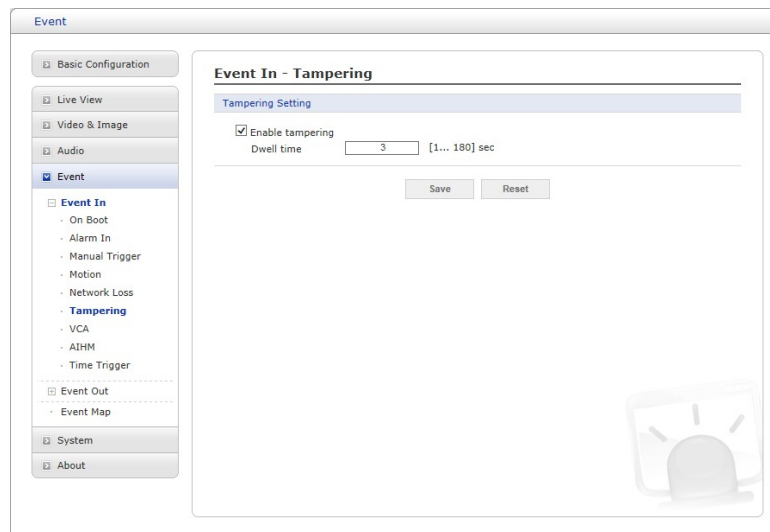 Event
Basic Configuration
Live View
Video & Image
Audio
Event
Event In
· On Boot
· Alarm In
· Manual Trigger
· Motion
· Network Loss
· Tampering
· VCA
· AIHM
· Time Trigger
Event Out
· Event Map
System
About
Event In - Tampering
Tampering Setting
Enable tampering
Dwell time 3 [1... 180] sec
Save Reset